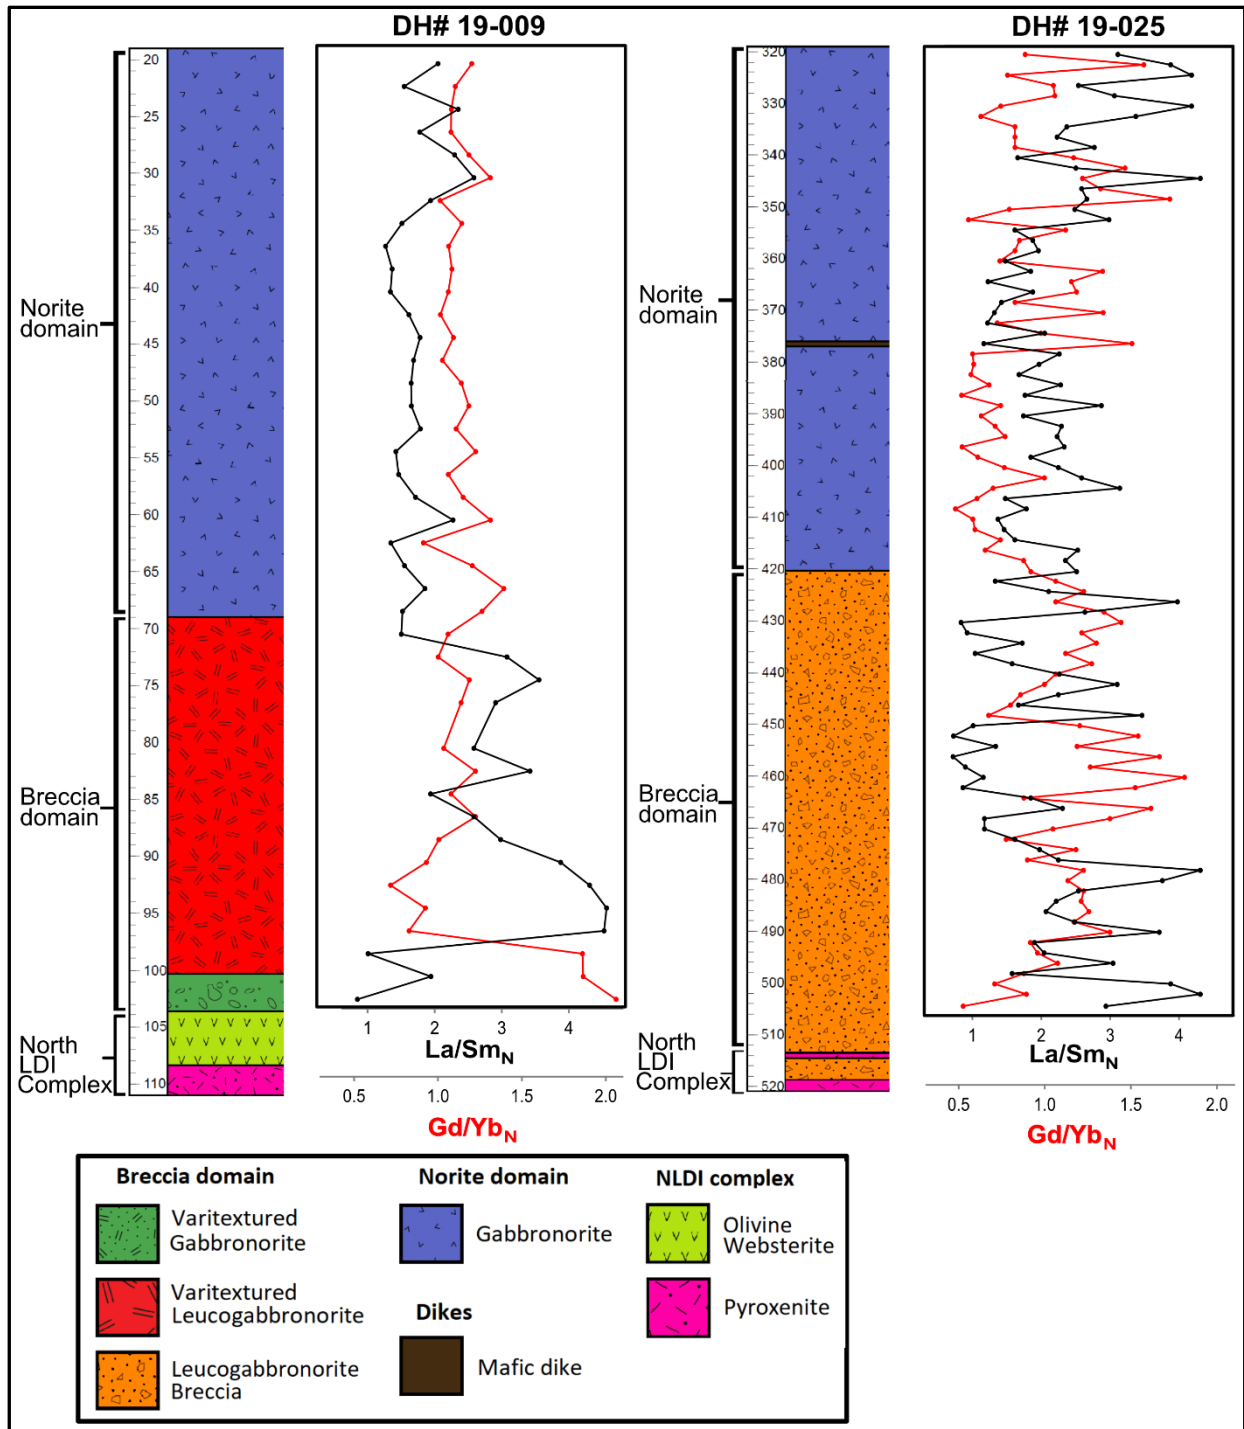 DH# 19-009
DH# 19-025
20
25
30
35
40
45
50
55
60
65
70
75
80
85
90
95
100
105
110
Norite
domain
Breccia
domain
North
LDI
Complex
1 2 3 4
La/SmN
0.5 1.0 1.5 2.0
Gd/YbN
320
330
340
350
360
370
380
390
400
410
420
430
440
450
460
470
480
490
500
510
520
Norite
domain
Breccia
domain
North
LDI
Complex
1 2 3 4
La/SmN
0.5 1.0 1.5 2.0
Gd/YbN
Breccia domain
Varitextured
Gabbronorite
Varitextured
Leucogabbronorite
Leucogabbronorite
Breccia
Norite domain
Gabbronorite
Dikes
Mafic dike
NLDI complex
Olivine
Websterite
Pyroxenite